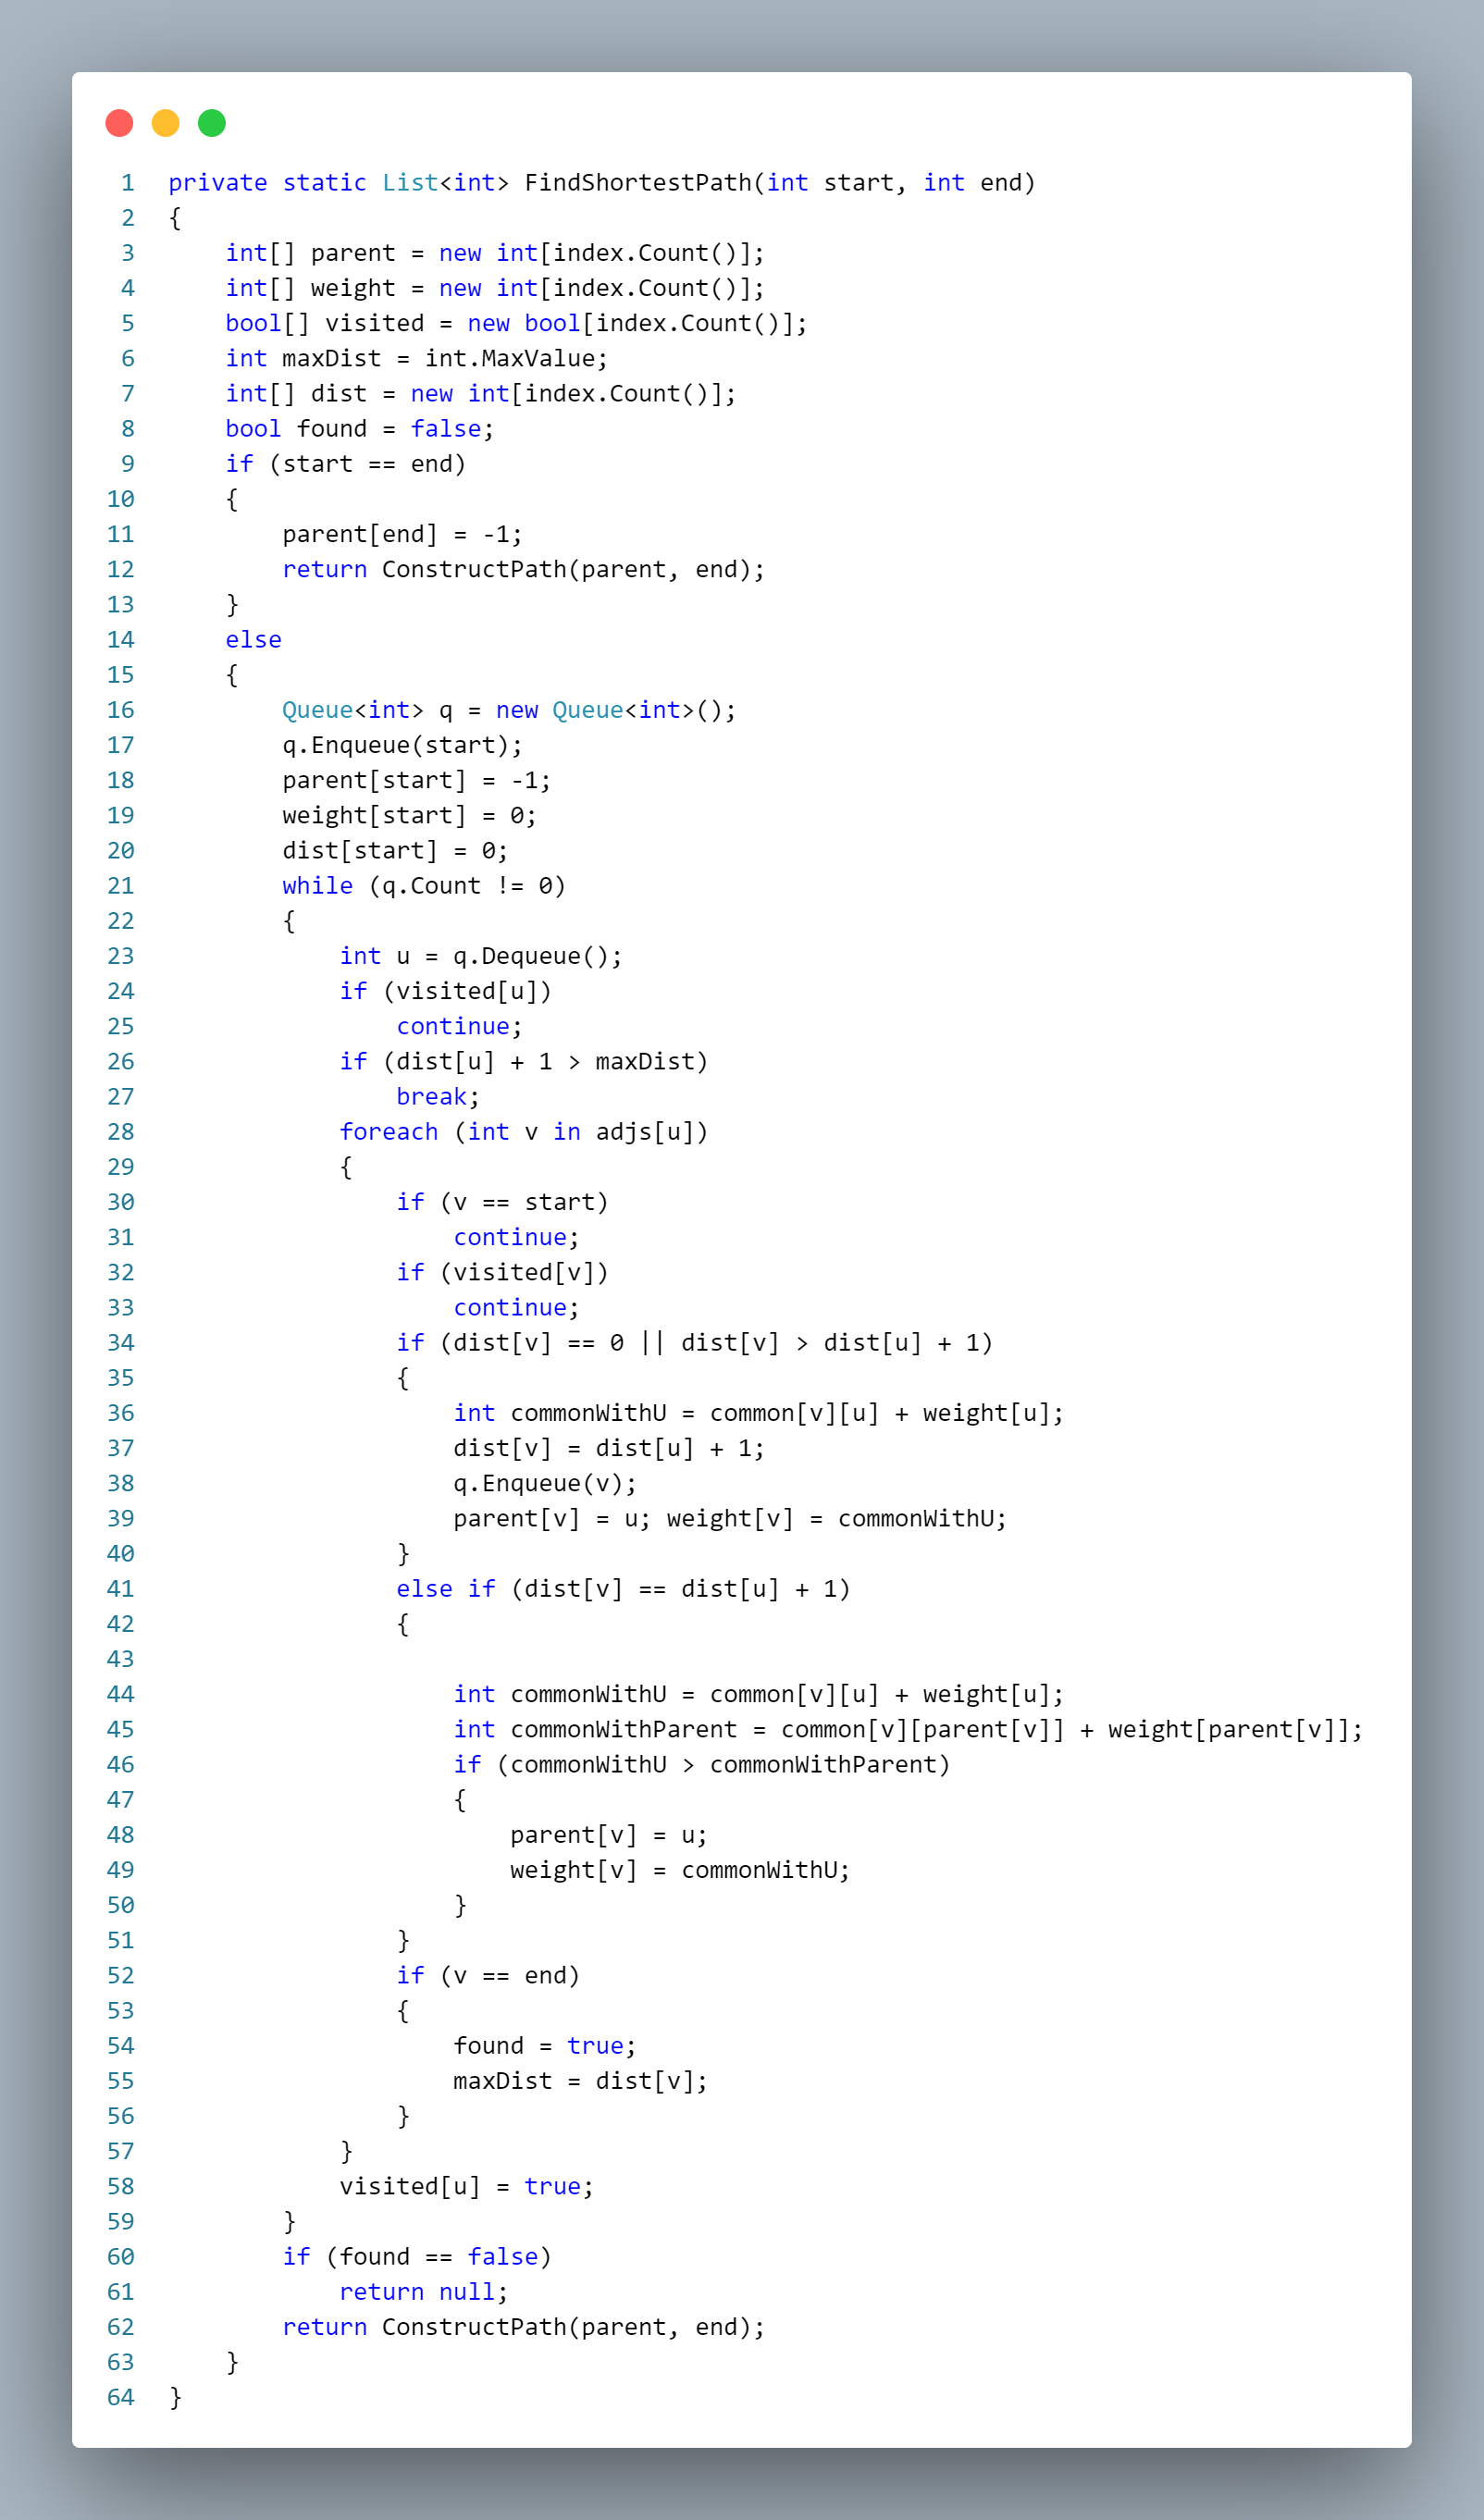 1 private static List<int> FindShortestPath(int start, int end)
2 {
3     int[] parent = new int[index.Count()];
4     int[] weight = new int[index.Count()];
5     bool[] visited = new bool[index.Count()];
6     int maxDist = int.MaxValue;
7     int[] dist = new int[index.Count()];
8     bool found = false;
9     if (start == end)
10     {
11         parent[end] = -1;
12         return ConstructPath(parent, end);
13     }
14     else
15     {
16         Queue<int> q = new Queue<int>();
17         q.Enqueue(start);
18         parent[start] = -1;
19         weight[start] = 0;
20         dist[start] = 0;
21         while (q.Count != 0)
22         {
23             int u = q.Dequeue();
24             if (visited[u])
25                 continue;
26             if (dist[u] + 1 > maxDist)
27                 break;
28             foreach (int v in adjs[u])
29             {
30                 if (v == start)
31                     continue;
32                 if (visited[v])
33                     continue;
34                 if (dist[v] == 0 || dist[v] > dist[u] + 1)
35                 {
36                     int commonWithU = common[v][u] + weight[u];
37                     dist[v] = dist[u] + 1;
38                     q.Enqueue(v);
39                     parent[v] = u; weight[v] = commonWithU;
40                 }
41                 else if (dist[v] == dist[u] + 1)
42                 {
43
44                     int commonWithU = common[v][u] + weight[u];
45                     int commonWithParent = common[v][parent[v]] + weight[parent[v]];
46                     if (commonWithU > commonWithParent)
47                     {
48                         parent[v] = u;
49                         weight[v] = commonWithU;
50                     }
51                 }
52                 if (v == end)
53                 {
54                     found = true;
55                     maxDist = dist[v];
56                 }
57             }
58             visited[u] = true;
59         }
60         if (found == false)
61             return null;
62         return ConstructPath(parent, end);
63     }
64 }